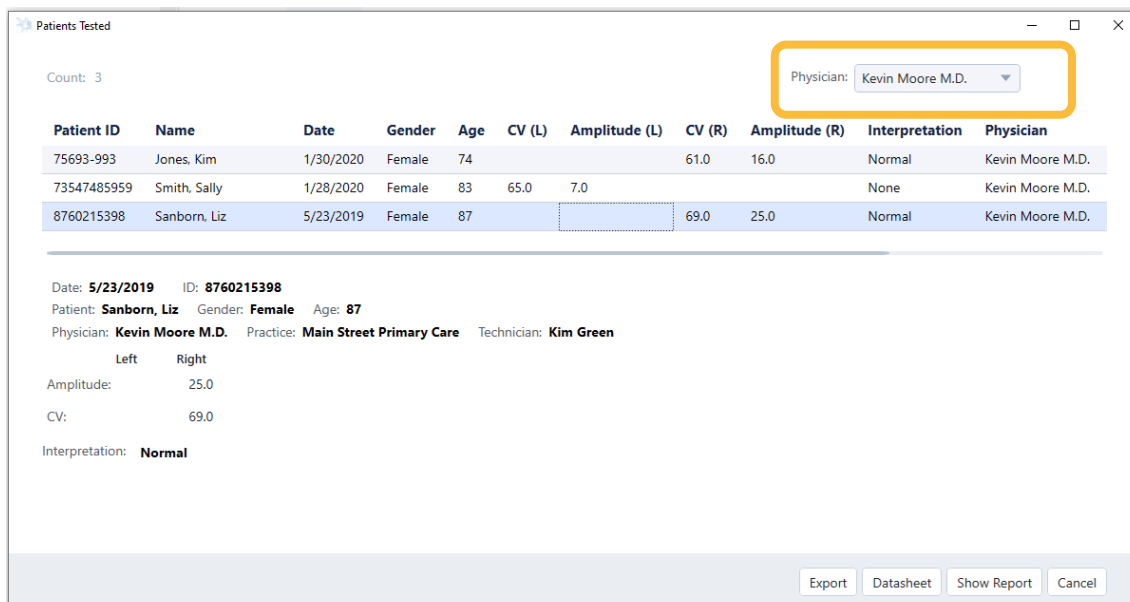 Patients Tested
Count: 3
Physician: Kevin Moore M.D.
Patient ID Name Date Gender Age CV (L) Amplitude (L) CV (R) Amplitude (R) Interpretation Physician
75693-993 Jones, Kim 1/30/2020 Female 74 61.0 16.0 Normal Kevin Moore M.D.
73547485959 Smith, Sally 1/28/2020 Female 83 65.0 7.0 None Kevin Moore M.D.
8760215398 Sanborn, Liz 5/23/2019 Female 87 69.0 25.0 Normal Kevin Moore M.D.
Date: 5/23/2019 ID: 8760215398
Patient: Sanborn, Liz Gender: Female Age: 87
Physician: Kevin Moore M.D. Practice: Main Street Primary Care Technician: Kim Green
Left Right
Amplitude: 25.0
CV: 69.0
Interpretation: Normal
Export Datasheet Show Report Cancel